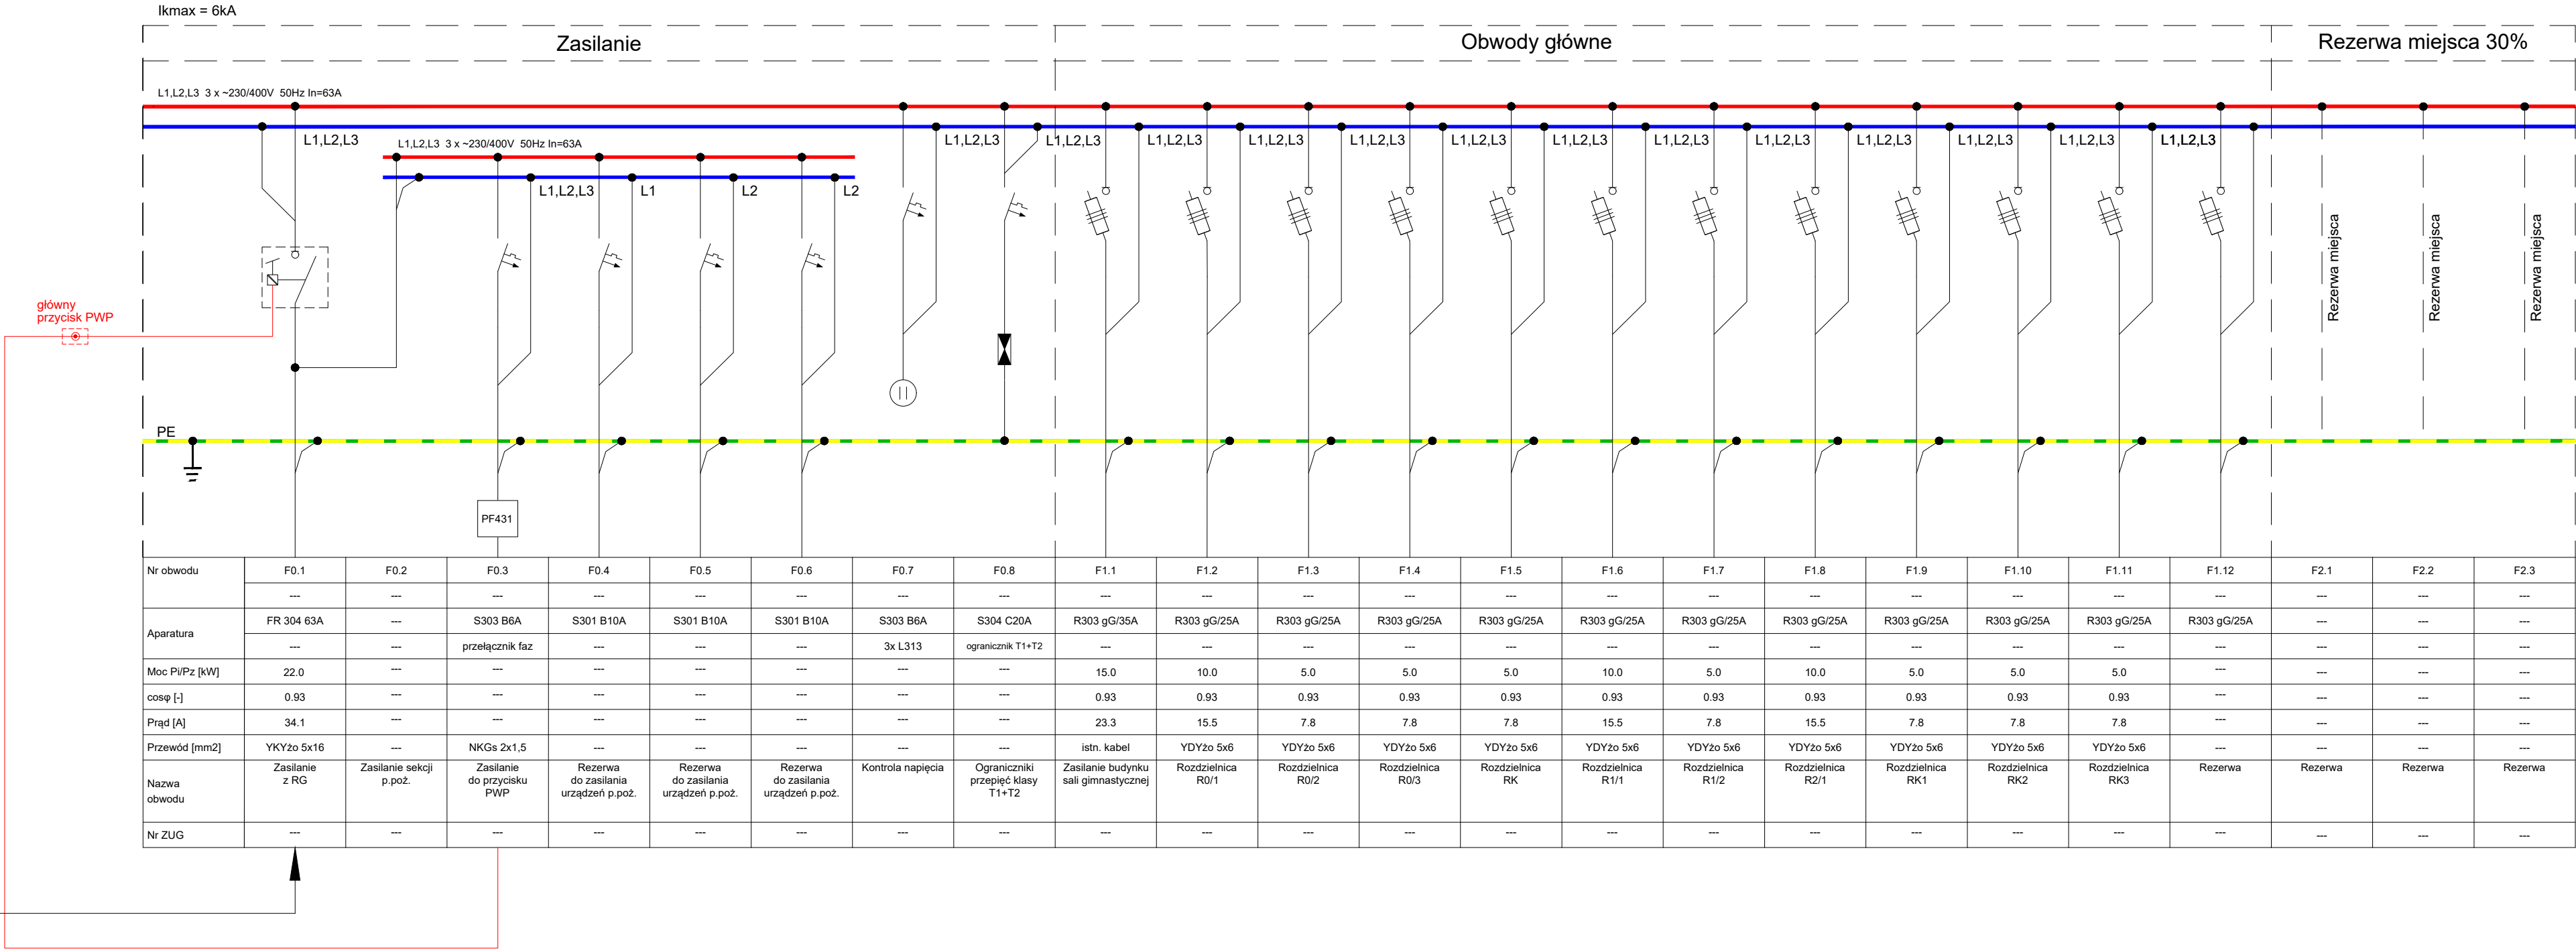 Ikmax = 6kA
Zasilanie
Obwody główne
Rezerwa miejsca 30%
L1,L2,L3 3 x ~230/400V 50Hz In=63A
L1,L2,L3
L1,L2,L3 3 x ~230/400V 50Hz In=63A
L1,L2,L3
L1,L2,L3
L1,L2,L3
L1,L2,L3
L1,L2,L3
L1,L2,L3
L1,L2,L3
L1,L2,L3
L1,L2,L3
L1,L2,L3
L1,L2,L3
L1,L2,L3
L1,L2,L3
L1,L2,L3
L1
L2
L2
Rezerwa miejsca
Rezerwa miejsca
Rezerwa miejsca
główny
przycisk PWP
PE
PF431
Nr obwodu F0.1 F0.2 F0.3 F0.4 F0.5 F0.6 F0.7 F0.8 F1.1 F1.2 F1.3 F1.4 F1.5 F1.6 F1.7 F1.8 F1.9 F1.10 F1.11 F1.12 F2.1 F2.2 F2.3
--- --- --- --- --- --- --- --- --- --- --- --- --- --- --- --- --- --- --- --- --- --- ---
Aparatura FR 304 63A --- S303 B6A S301 B10A S301 B10A S301 B10A S303 B6A S304 C20A R303 gG/35A R303 gG/25A R303 gG/25A R303 gG/25A R303 gG/25A R303 gG/25A R303 gG/25A R303 gG/25A R303 gG/25A R303 gG/25A R303 gG/25A R303 gG/25A --- --- ---
--- --- przełącznik faz --- --- --- 3x L313 ogranicznik T1+T2 --- --- --- --- --- --- --- --- --- --- --- --- --- --- ---
Moc Pi/Pz [kW] 22.0 --- --- --- --- --- --- --- 15.0 10.0 5.0 5.0 5.0 10.0 5.0 10.0 5.0 5.0 5.0 --- --- --- ---
cosφ [-] 0.93 --- --- --- --- --- --- --- 0.93 0.93 0.93 0.93 0.93 0.93 0.93 0.93 0.93 0.93 0.93 --- --- --- ---
Prąd [A] 34.1 --- --- --- --- --- --- --- 23.3 15.5 7.8 7.8 7.8 15.5 7.8 15.5 7.8 7.8 7.8 --- --- --- ---
Przewód [mm2] YKYżo 5x16 --- NKGs 2x1,5 --- --- --- --- --- istn. kabel YDYżo 5x6 YDYżo 5x6 YDYżo 5x6 YDYżo 5x6 YDYżo 5x6 YDYżo 5x6 YDYżo 5x6 YDYżo 5x6 YDYżo 5x6 YDYżo 5x6 --- --- --- ---
Nazwa
obwodu
Zasilanie
z RG
Zasilanie sekcji
p.poż.
Zasilanie
do przycisku
PWP
Rezerwa
do zasilania
urządzeń p.poż.
Rezerwa
do zasilania
urządzeń p.poż.
Rezerwa
do zasilania
urządzeń p.poż.
Kontrola napięcia
Ograniczniki
przepięć klasy
T1+T2
Zasilanie budynku
sali gimnastycznej
Rozdzielnica
R0/1
Rozdzielnica
R0/2
Rozdzielnica
R0/3
Rozdzielnica
RK
Rozdzielnica
R1/1
Rozdzielnica
R1/2
Rozdzielnica
R2/1
Rozdzielnica
RK1
Rozdzielnica
RK2
Rozdzielnica
RK3
Rezerwa
Rezerwa
Rezerwa
Rezerwa
Nr ZUG --- --- --- --- --- --- --- --- --- --- --- --- --- --- --- --- --- --- --- --- --- --- ---